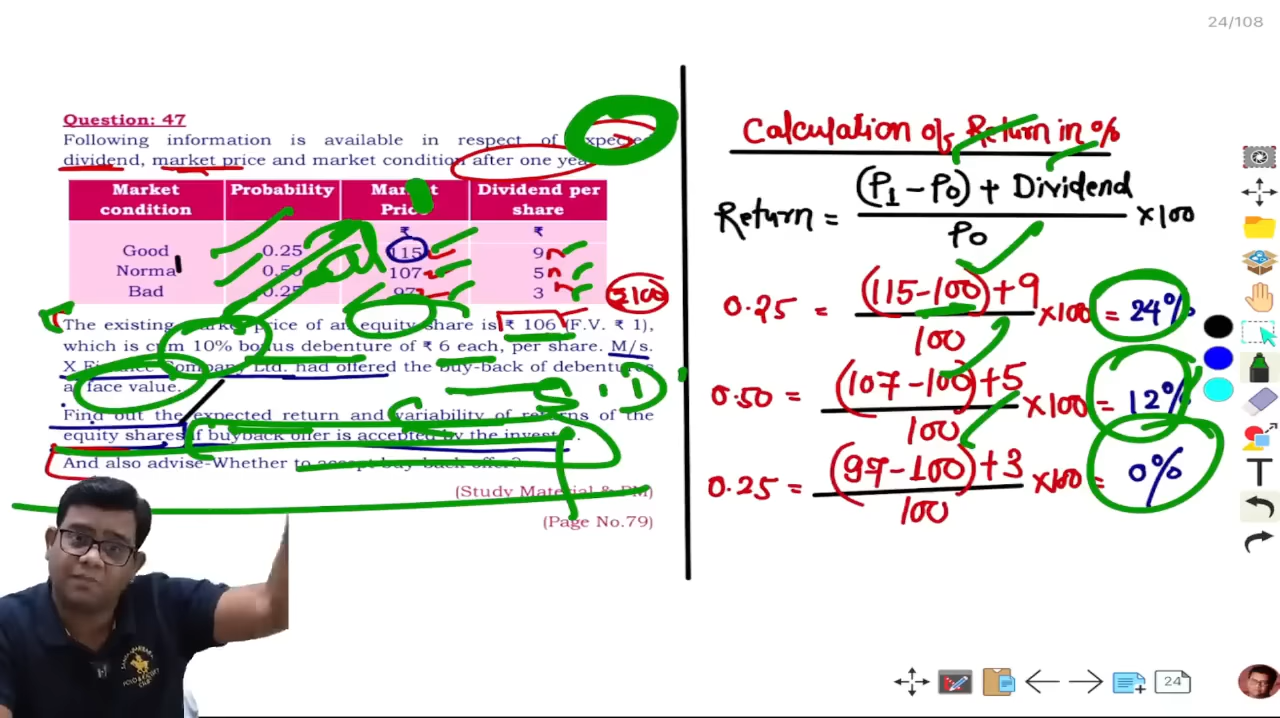 24/108
Question: 47
Following information is available in respect of expected
dividend, market price and market condition after one year.
Market condition Probability Market Price Dividend per share
₹ ₹
Good 0.25 115 9
Normal 0.50 107 5
Bad 0.25 97 3
₹100
The existing market price of an equity share is ₹ 106 (F.V. ₹ 1),
which is cum 10% bonus debenture of ₹ 6 each, per share. M/s.
X Finance Company Ltd. had offered the buy-back of debentures
at face value.
S.D
Find out the expected return and variability of returns of the
equity shares if buyback offer is accepted by the investor.
And also advise-Whether to accept buy back offer?
(Study Material & PM)
(Page No.79)
Calculation of Return in %
Return = (P1 - P0) + Dividend / P0 × 100
0.25 = (115-100)+9 / 100 ×100 = 24%
0.50 = (107-100)+5 / 100 ×100 = 12%
0.25 = (97-100)+3 / 100 ×100 = 0%
T
24